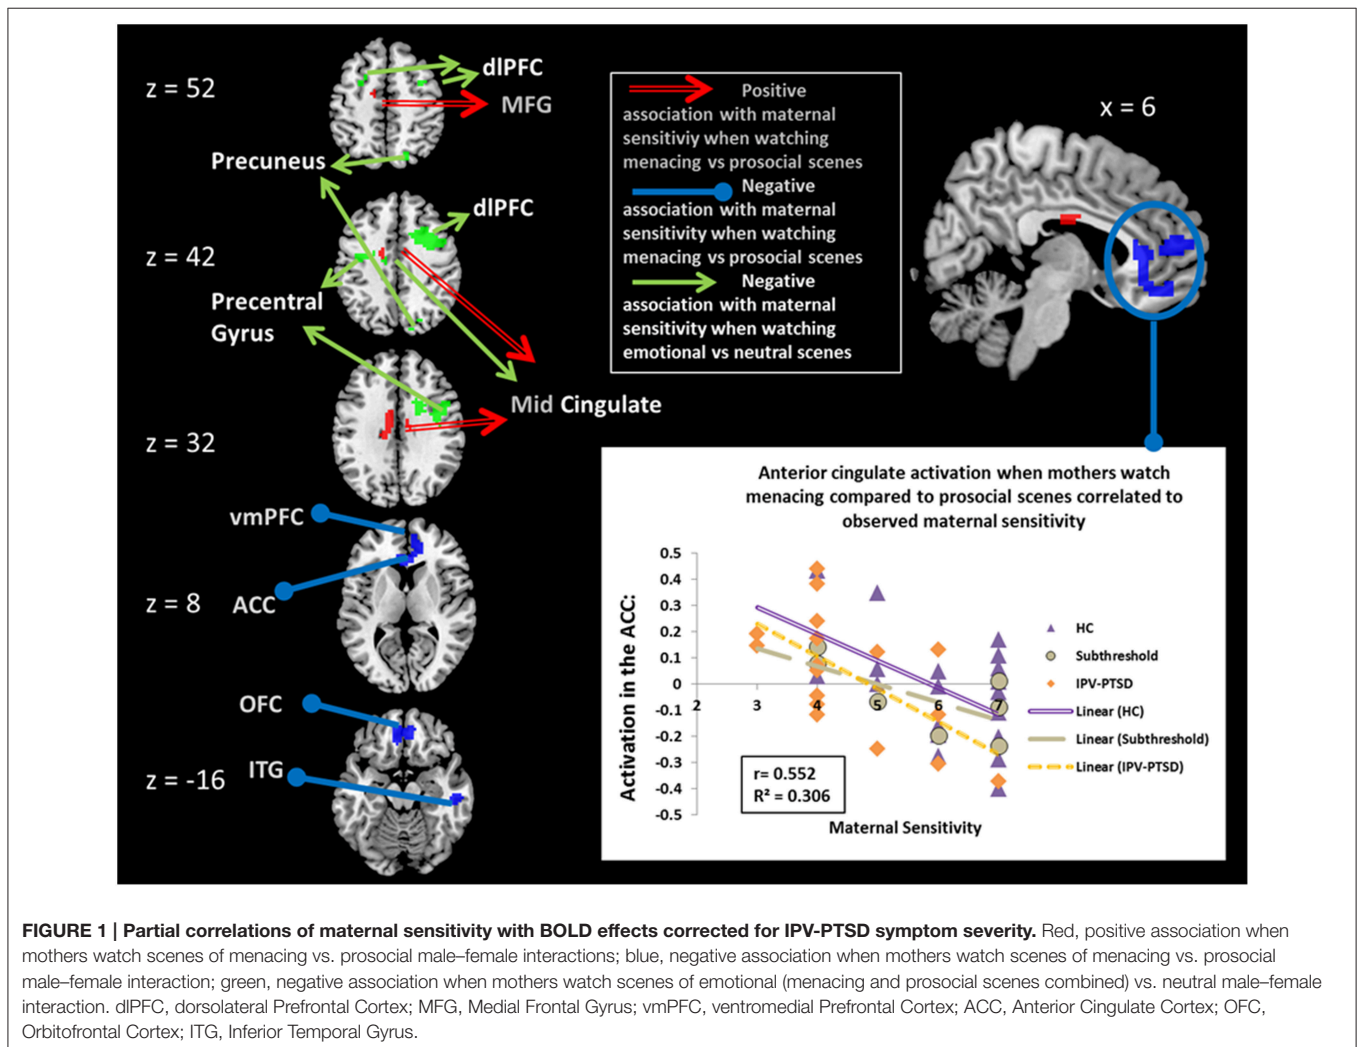 z = 52
dlPFC
MFG
Precuneus
dlPFC
z = 42
Precentral
Gyrus
Mid Cingulate
z = 32
vmPFC
ACC
z = 8
OFC
ITG
z = -16
Positive
association with maternal
sensitiviy when watching
menacing vs prosocial scenes
Negative
association with maternal
sensitivity when watching
menacing vs prosocial scenes
Negative
association with maternal
sensitivity when watching
emotional vs neutral scenes
x = 6
Anterior cingulate activation when mothers watch
menacing compared to prosocial scenes correlated to
observed maternal sensitivity
Activation in the ACC:
0.5
0.4
0.3
0.2
0.1
0
-0.1
-0.2
-0.3
-0.4
-0.5
2 3 4 5 6 7
r= 0.552
R² = 0.306
Maternal Sensitivity
HC
Subthreshold
IPV-PTSD
Linear (HC)
Linear (Subthreshold)
Linear (IPV-PTSD)
FIGURE 1 | Partial correlations of maternal sensitivity with BOLD effects corrected for IPV-PTSD symptom severity. Red, positive association when
mothers watch scenes of menacing vs. prosocial male–female interactions; blue, negative association when mothers watch scenes of menacing vs. prosocial
male–female interaction; green, negative association when mothers watch scenes of emotional (menacing and prosocial scenes combined) vs. neutral male–female
interaction. dlPFC, dorsolateral Prefrontal Cortex; MFG, Medial Frontal Gyrus; vmPFC, ventromedial Prefrontal Cortex; ACC, Anterior Cingulate Cortex; OFC,
Orbitofrontal Cortex; ITG, Inferior Temporal Gyrus.